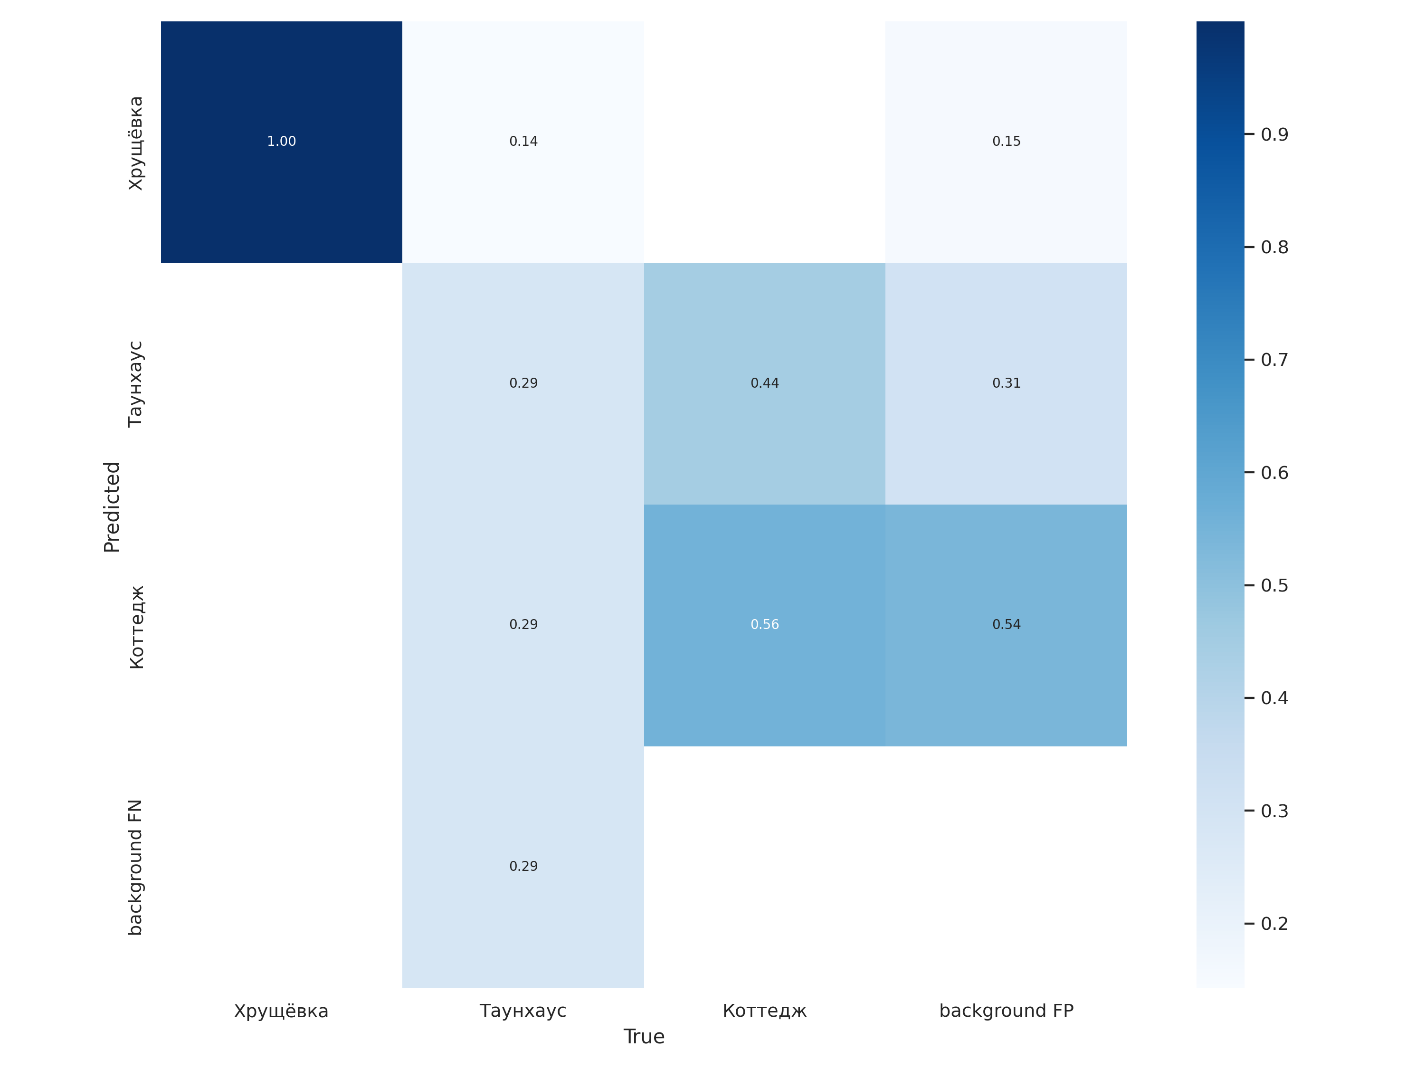 Хрущёвка
1.00
0.14
0.15
Таунхаус
0.29
0.44
0.31
Predicted
Коттедж
0.29
0.56
0.54
background FN
0.29
Хрущёвка
Таунхаус
Коттедж
background FP
True
0.9
0.8
0.7
0.6
0.5
0.4
0.3
0.2